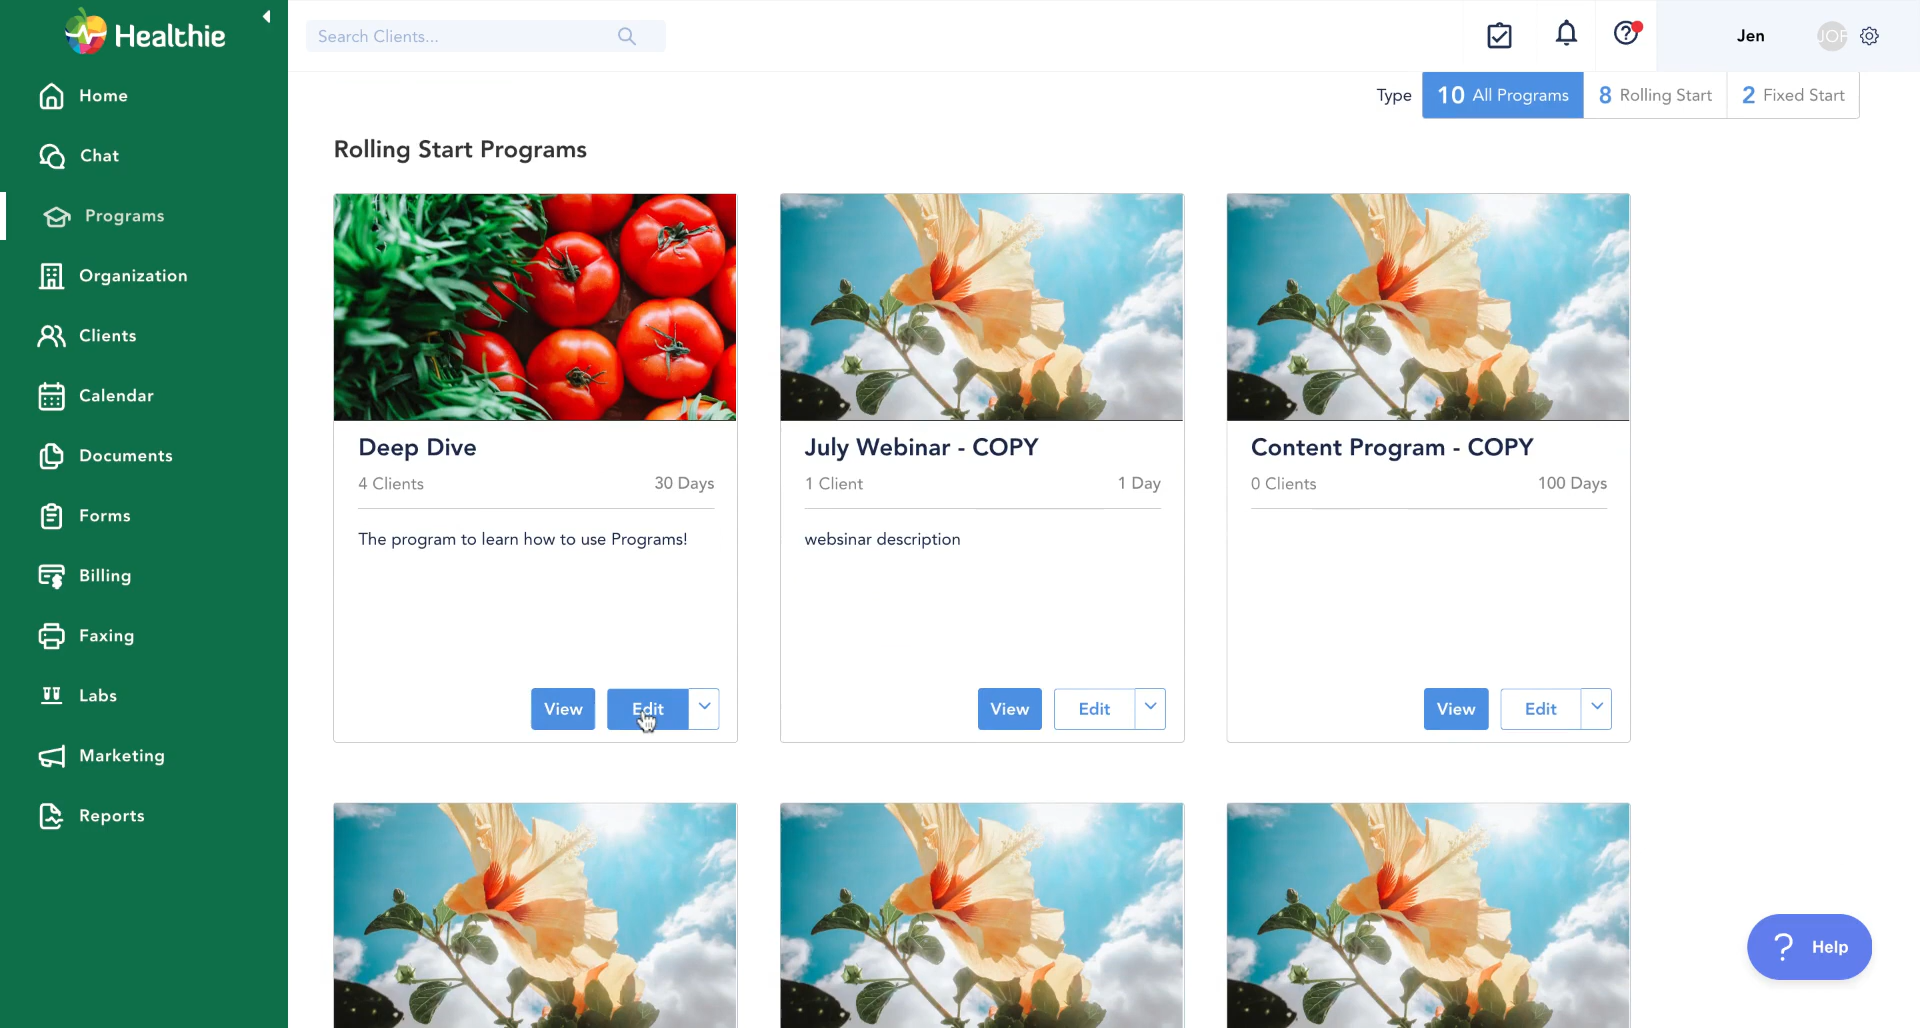 Healthie
Search Clients...
Jen
JOF
Home
Chat
Programs
Organization
Clients
Calendar
Documents
Forms
Billing
Faxing
Labs
Marketing
Reports
Type
10 All Programs
8 Rolling Start
2 Fixed Start
Rolling Start Programs
Deep Dive
4 Clients
30 Days
The program to learn how to use Programs!
View
Edit
July Webinar - COPY
1 Client
1 Day
websinar description
View
Edit
Content Program - COPY
0 Clients
100 Days
View
Edit
? Help